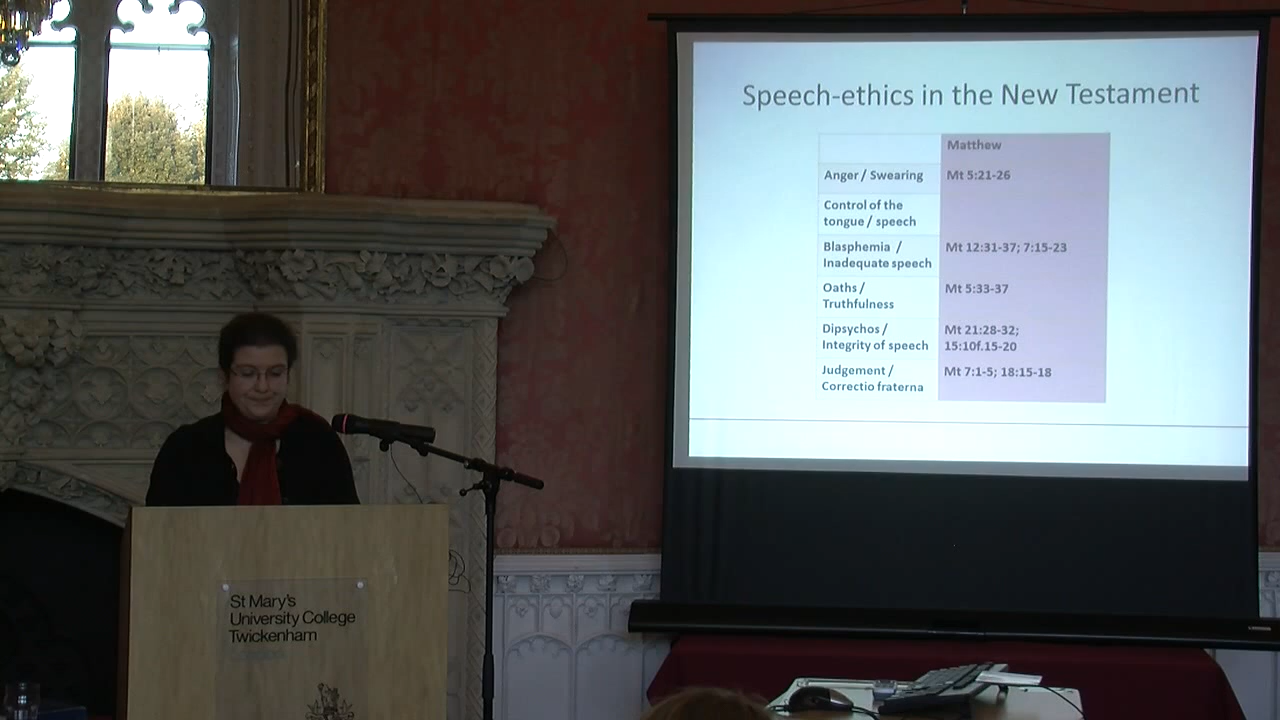 Speech-ethics in the New Testament
Matthew
Anger / Swearing
Mt 5:21-26
Control of the
tongue / speech
Blasphemia /
Inadequate speech
Mt 12:31-37; 7:15-23
Oaths /
Truthfulness
Mt 5:33-37
Dipsychos /
Integrity of speech
Mt 21:28-32;
15:10f.15-20
Judgement /
Correctio fraterna
Mt 7:1-5; 18:15-18
St Mary's
University College
Twickenham